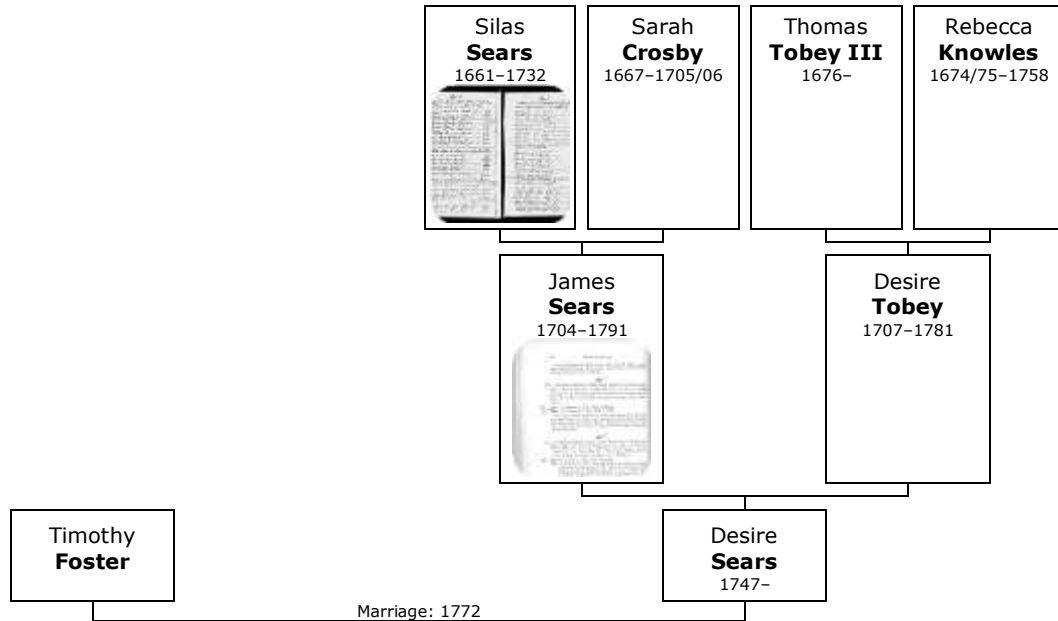 Silas
Sears
1661–1732
Sarah
Crosby
1667–1705/06
Thomas
Tobey III
1676–
Rebecca
Knowles
1674/75–1758
James
Sears
1704–1791
Desire
Tobey
1707–1781
Timothy
Foster
Desire
Sears
1747–
Marriage: 1772